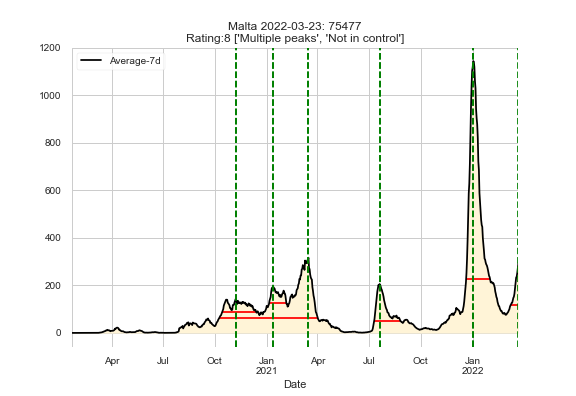 Malta 2022-03-23: 75477
Rating:8 ['Multiple peaks', 'Not in control']
Average-7d
1200
1000
800
600
400
200
0
Apr Jul Oct Jan Apr Jul Oct Jan
2021 2022
Date